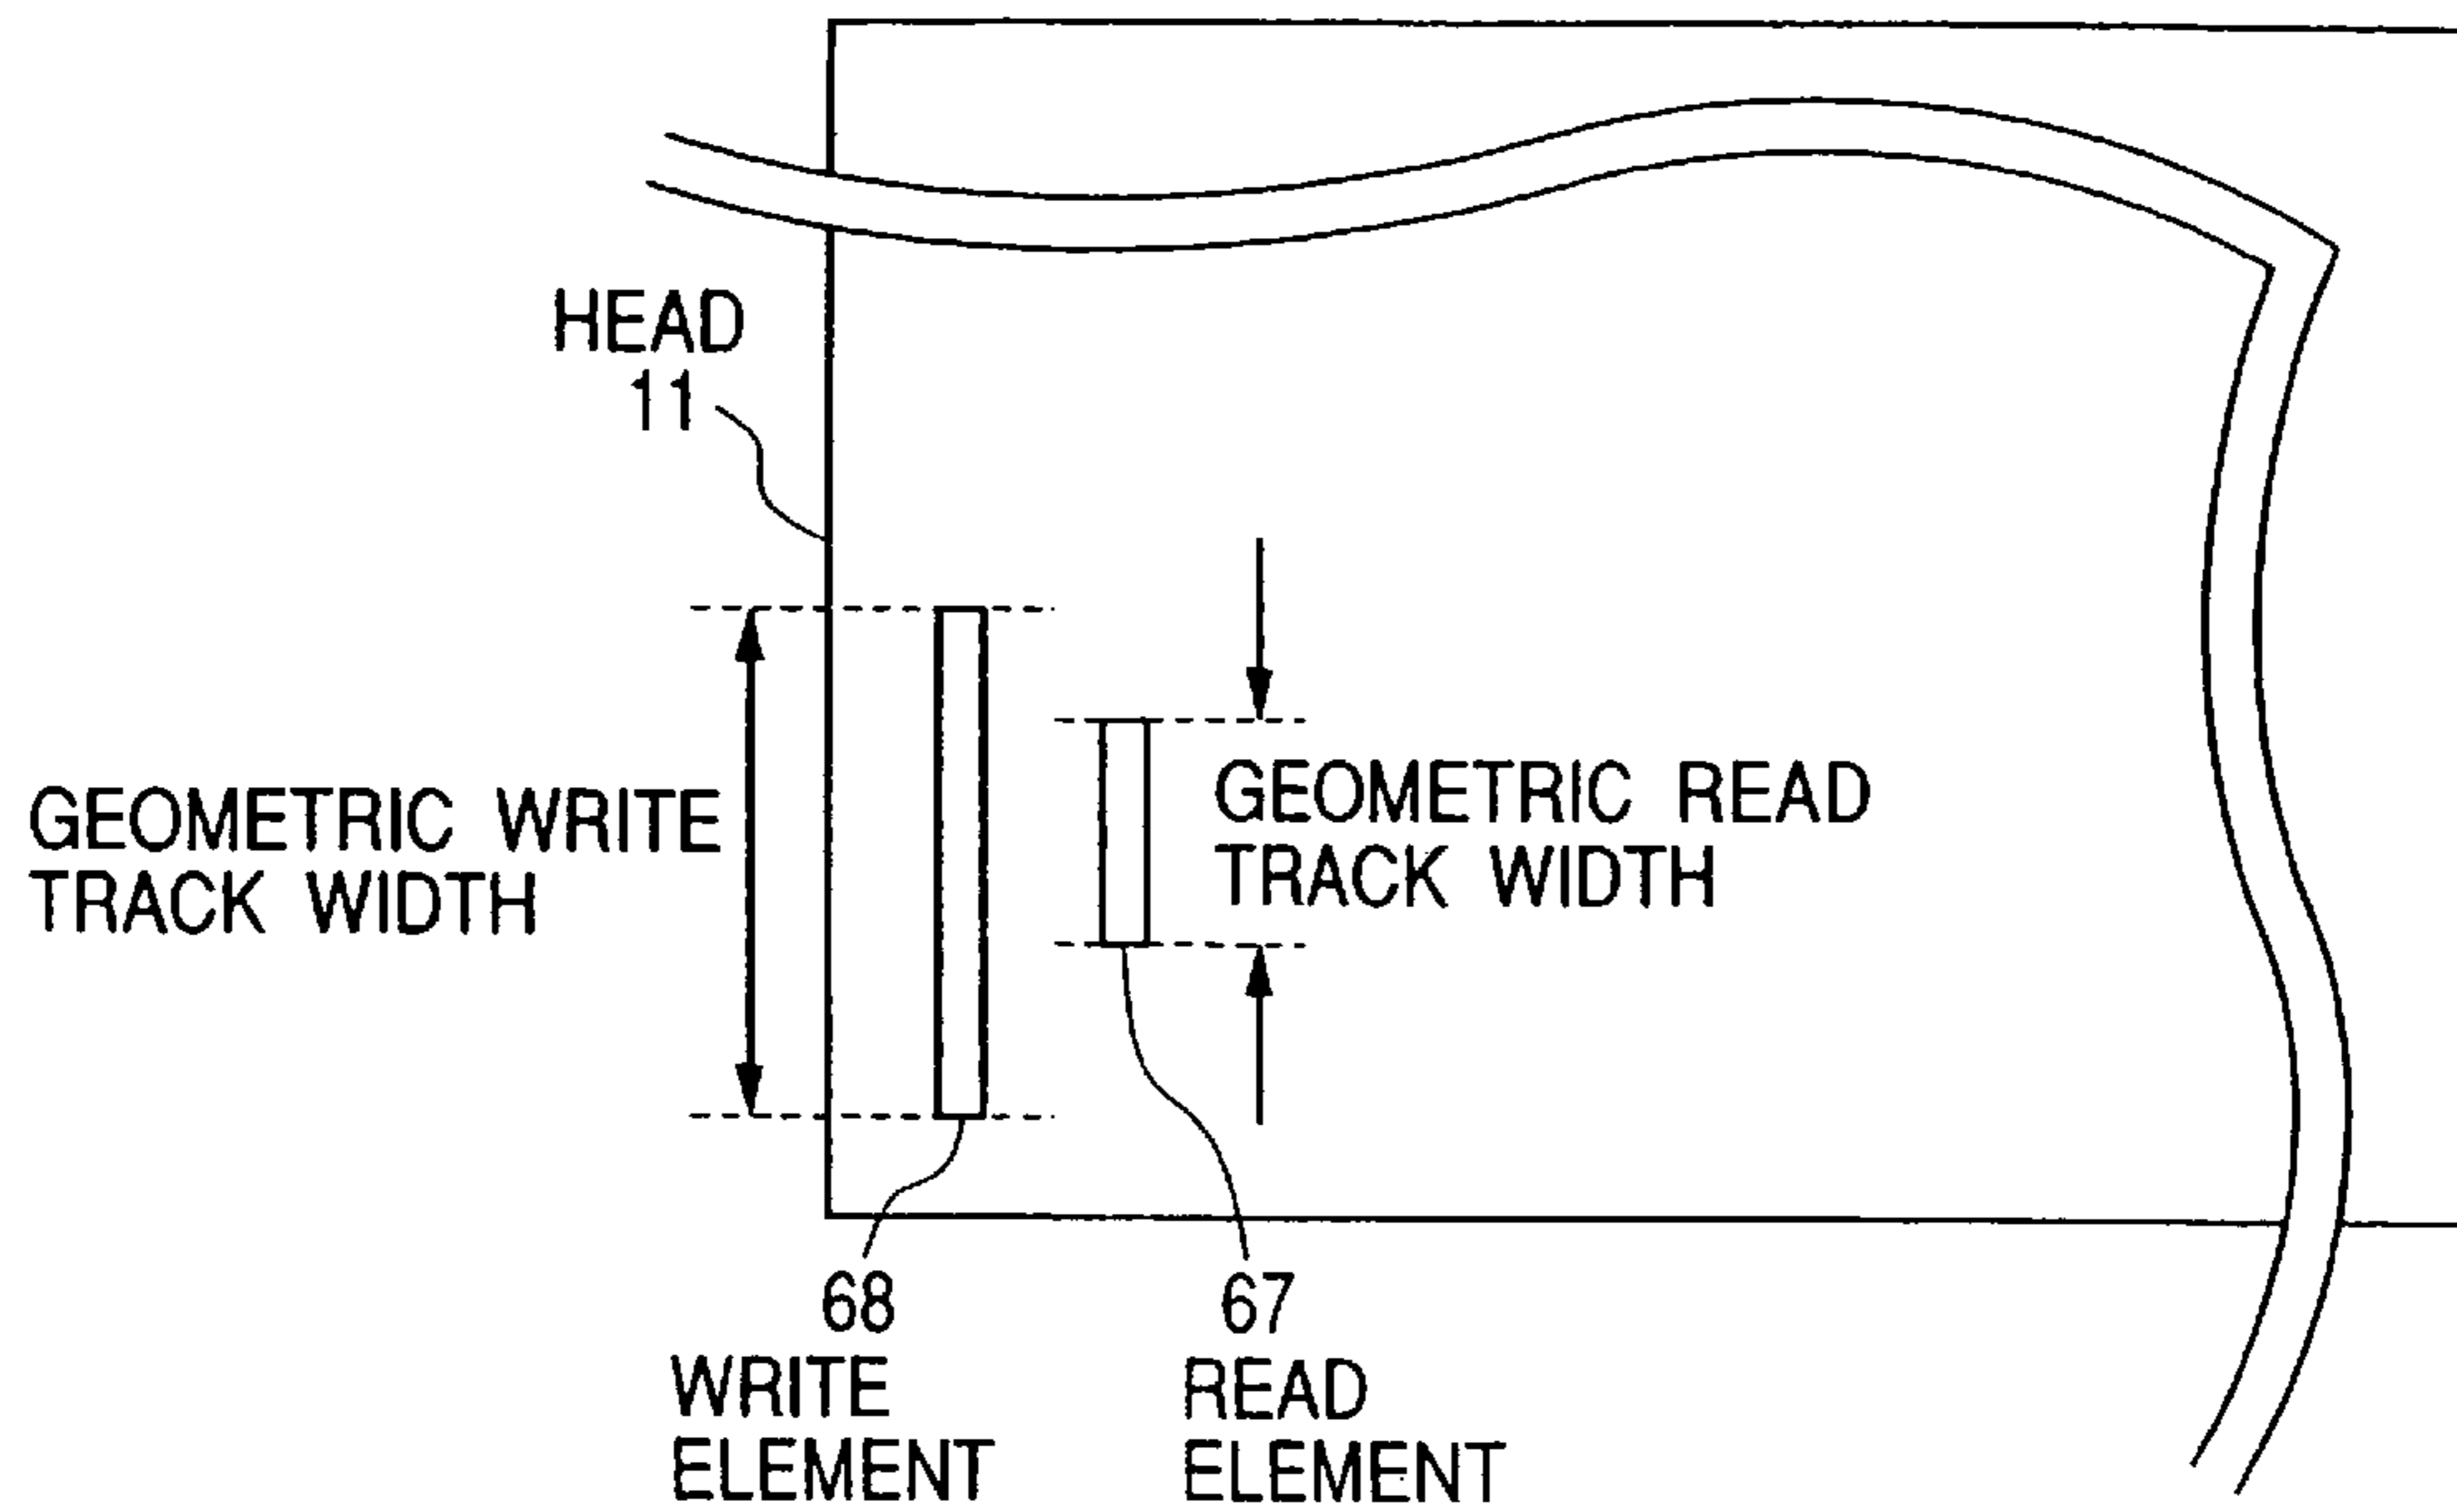 HEAD
11
GEOMETRIC WRITE
TRACK WIDTH
GEOMETRIC READ
TRACK WIDTH
68
WRITE
ELEMENT
67
READ
ELEMENT